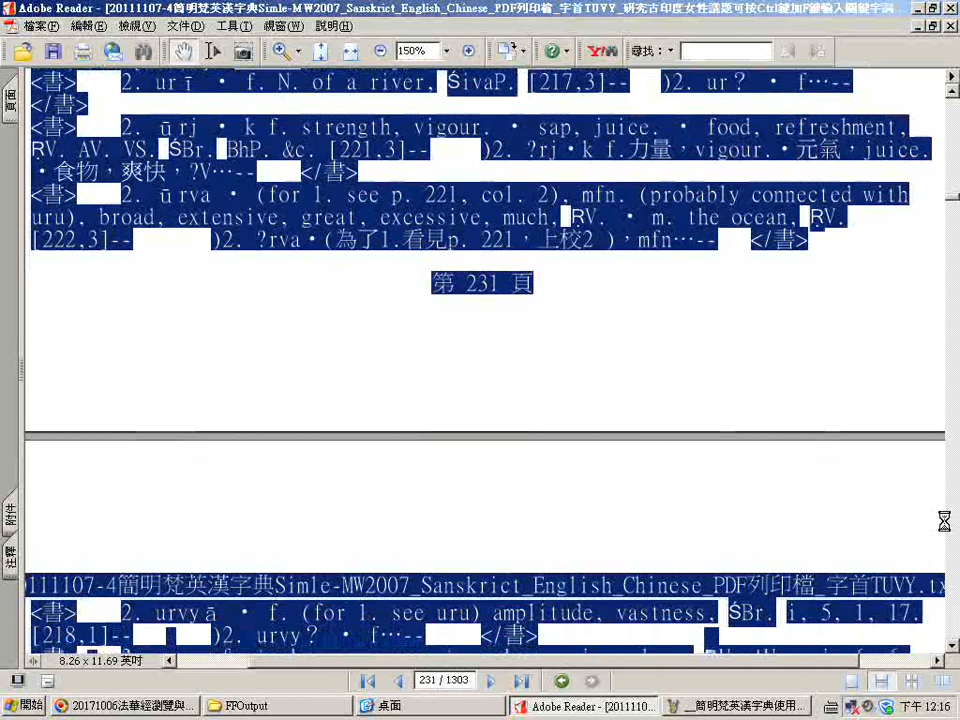 Adobe Reader - [20111107-4簡明梵英漢字典Simle-MW2007_Sanskrict_English_Chinese_PDF列印檔_字首TUVY_研究古印度女性議題可按Ctrl鍵加F鍵輸入關鍵字詞...
檔案(F) 編輯(E) 檢視(V) 文件(D) 工具(T) 視窗(W) 說明(H)
150% Y! 尋找：
頁面
<書> 2. urī • f. N. of a river, ŚivaP. [217,3]-- )2. ur？ • f…--
</書>
<書> 2. ūrj • k f. strength, vigour. • sap, juice. • food, refreshment,
ṚV. AV. VS. ŚBr. BhP. &c. [221,3]-- )2. ?rj•k f.力量，vigour.•元氣，juice.
•食物，爽快，?V…-- </書>
<書> 2. ūrva • (for 1. see p. 221, col. 2), mfn. (probably connected with
uru), broad, extensive, great, excessive, much, ṚV. • m. the ocean, ṚV.
[222,3]-- )2. ?rva•(為了1.看見p. 221，上校2 )，mfn…-- </書>
第 231 頁
附件
注釋
111107-4簡明梵英漢字典Simle-MW2007_Sanskrict_English_Chinese_PDF列印檔_字首TUVY.tx
<書> 2. urvyā • f. (for 1. see uru) amplitude, vastness, ŚBr. i, 5, 1, 17.
[218,1]-- )2. urvy？ • f…-- </書>
8.26 x 11.69 英吋
231 / 1303
開始 20171006法華經瀏覽與... FFOutput 桌面 Adobe Reader - [201110... __簡明梵英字典使用... 下午 12:16